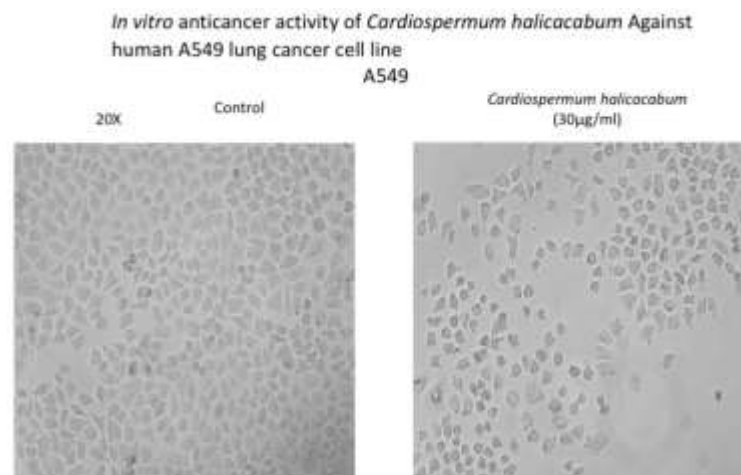 In vitro anticancer activity of Cardiospermum halicacabum Against
human A549 lung cancer cell line
A549
20X
Control
Cardiospermum halicacabum
(30µg/ml)